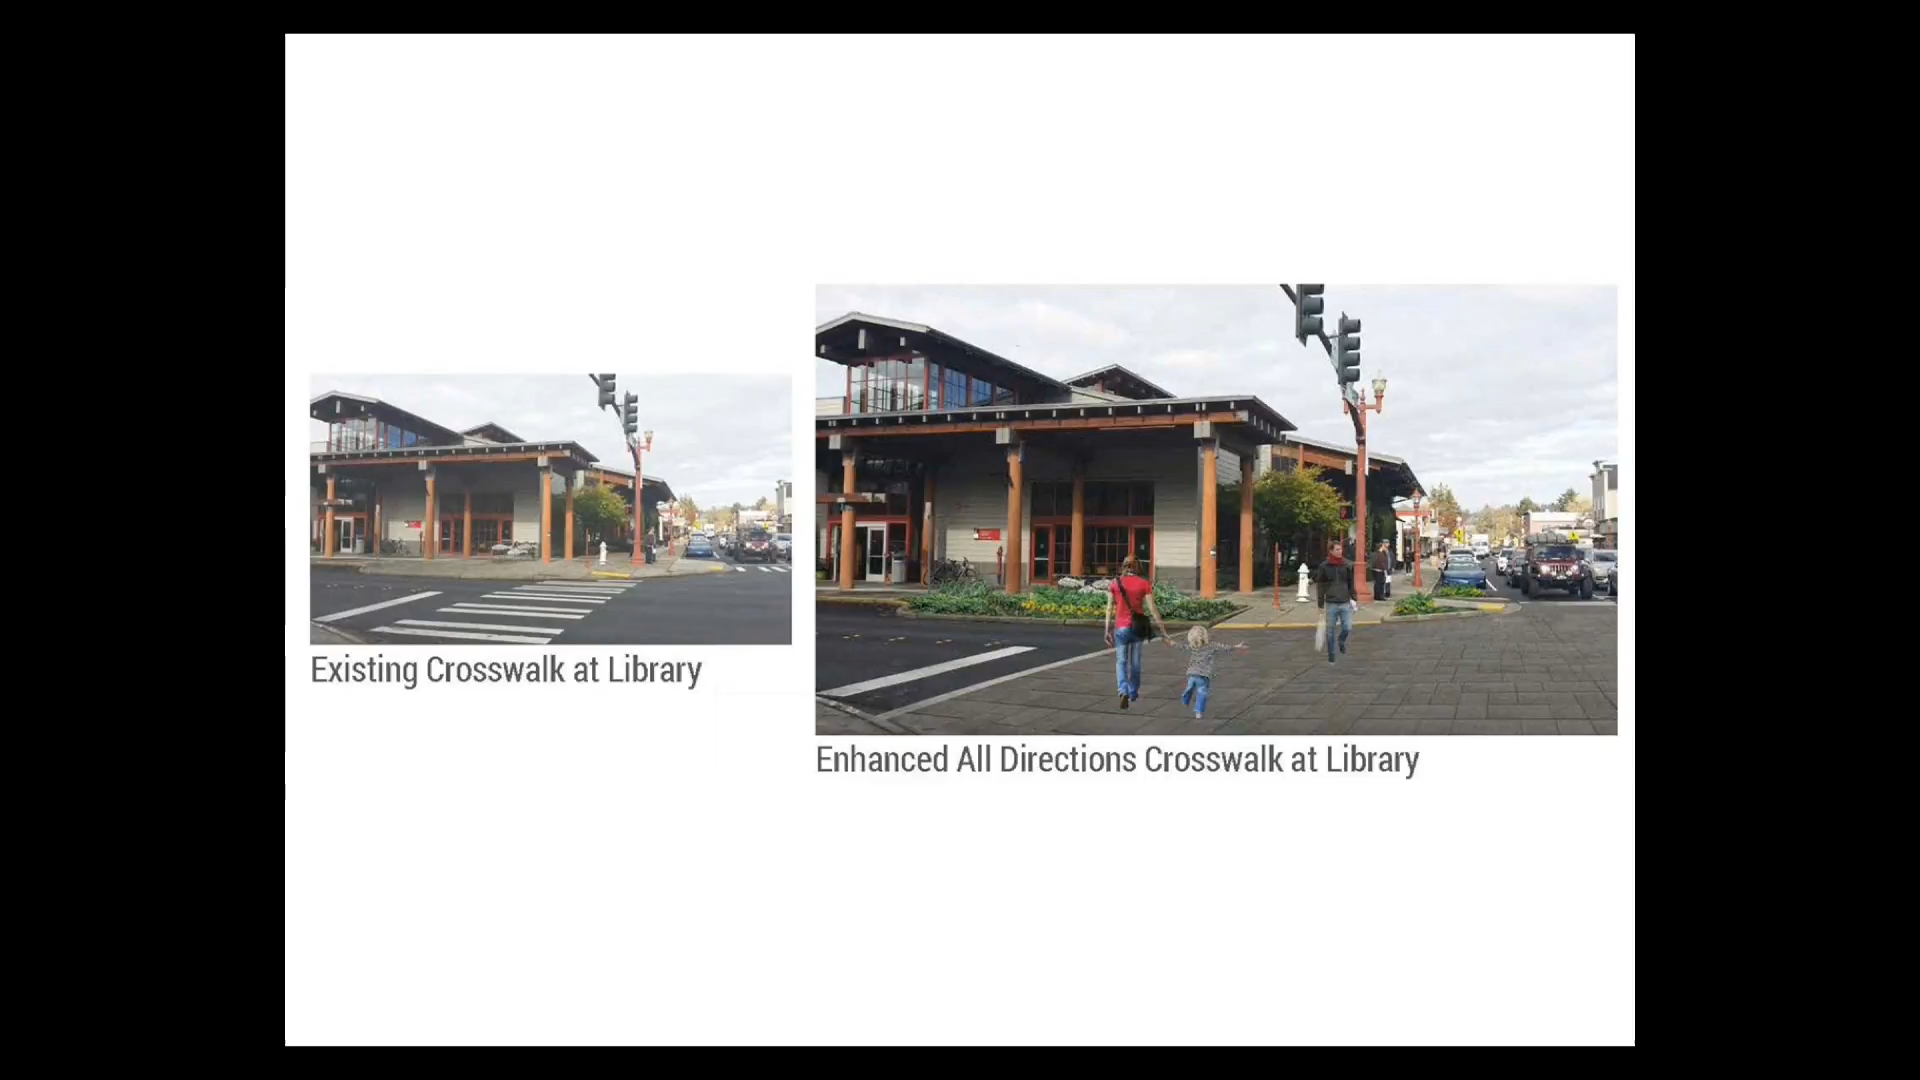 Existing Crosswalk at Library
Enhanced All Directions Crosswalk at Library